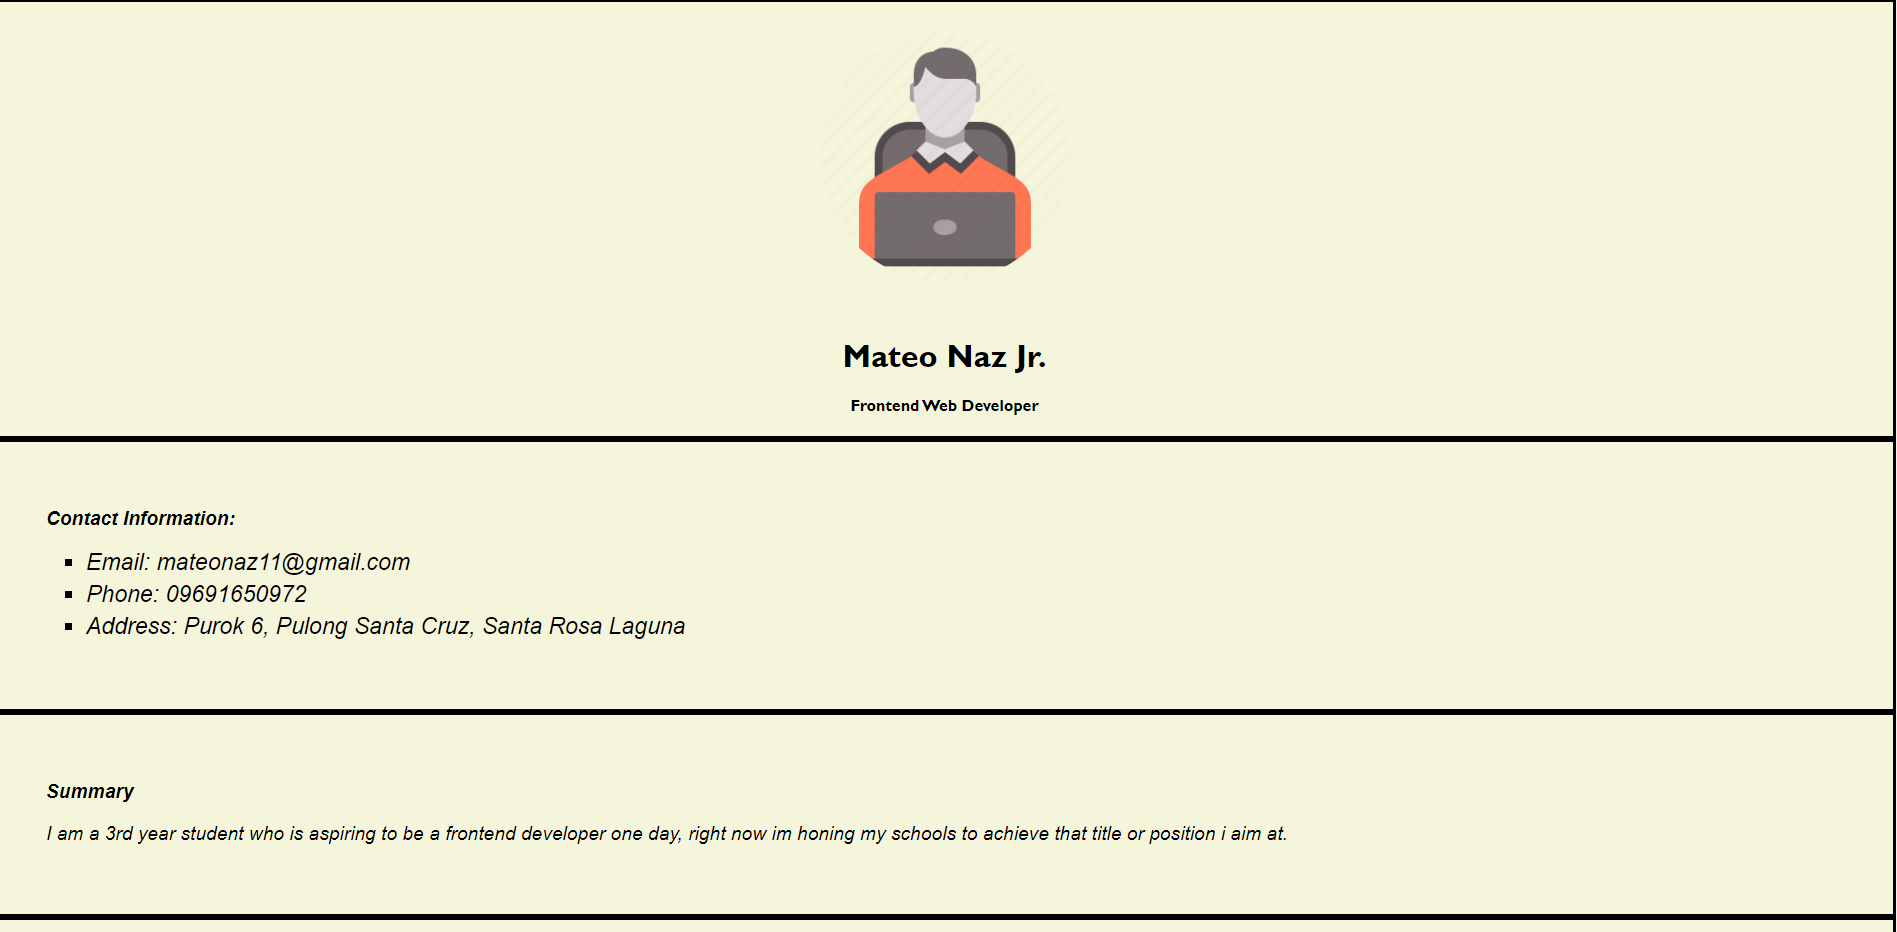 Mateo Naz Jr.
Frontend Web Developer
Contact Information:
Email: mateonaz11@gmail.com
Phone: 09691650972
Address: Purok 6, Pulong Santa Cruz, Santa Rosa Laguna
Summary
I am a 3rd year student who is aspiring to be a frontend developer one day, right now im honing my schools to achieve that title or position i aim at.